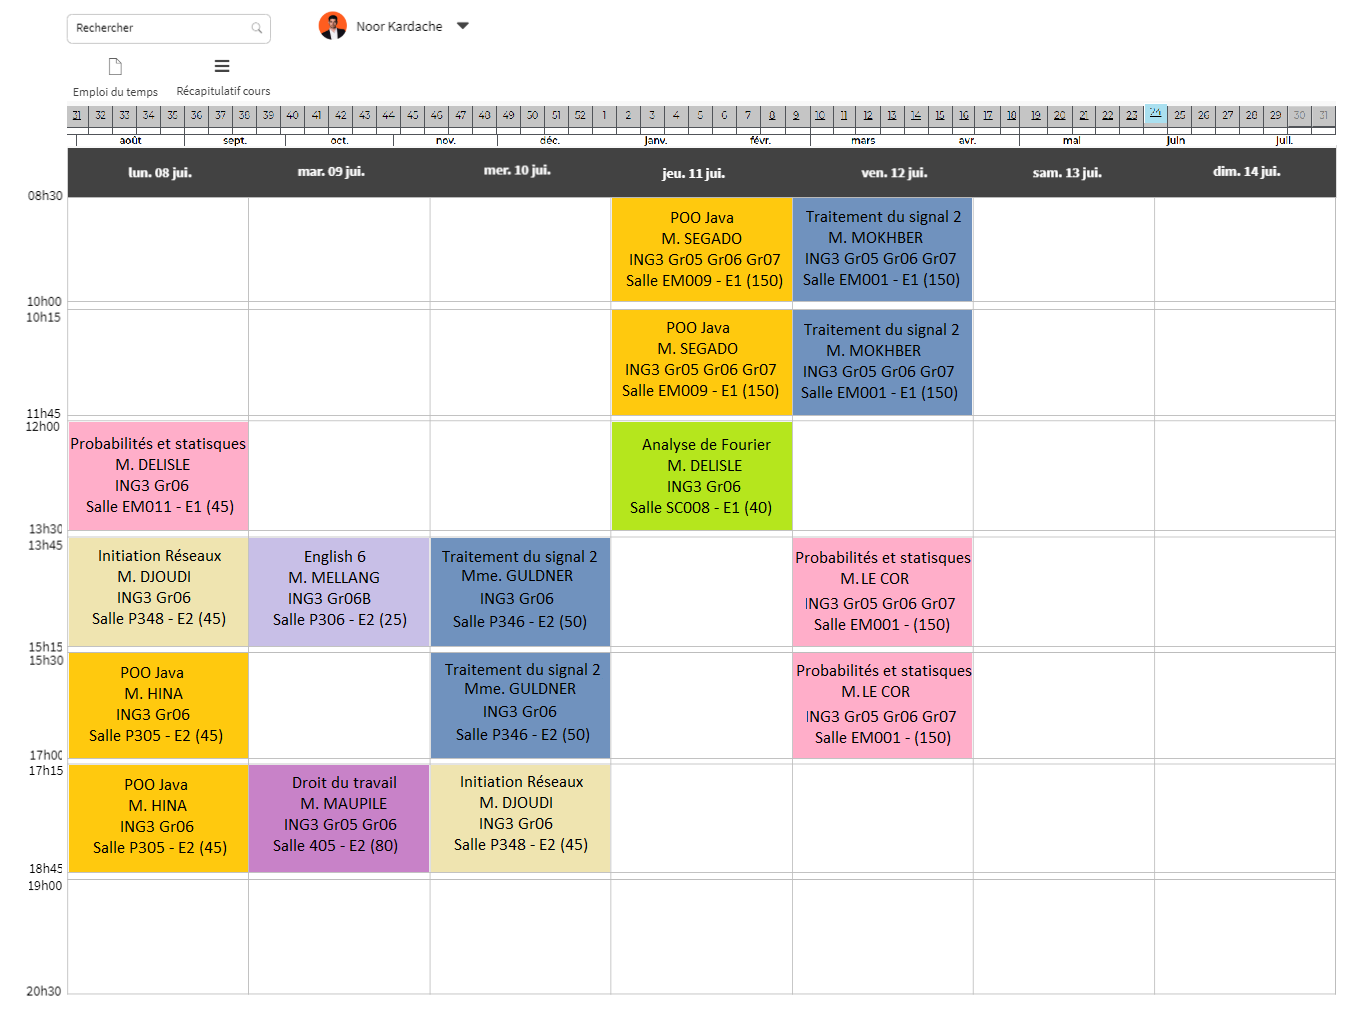 Rechercher
Noor Kardache
Emploi du temps
Récapitulatif cours
31 32 33 34 35 36 37 38 39 40 41 42 43 44 45 46 47 48 49 50 51 52 1 2 3 4 5 6 7 8 9 10 11 12 13 14 15 16 17 18 19 20 21 22 23 24 25 26 27 28 29 30 31
août sept. oct. nov. déc. janv. févr. mars avr. mai juin juil.
lun. 08 jui. mar. 09 jui. mer. 10 jui. jeu. 11 jui. ven. 12 jui. sam. 13 jui. dim. 14 jui.
08h30
POO Java
M. SEGADO
ING3 Gr05 Gr06 Gr07
Salle EM009 - E1 (150)
Traitement du signal 2
M. MOKHBER
ING3 Gr05 Gr06 Gr07
Salle EM001 - E1 (150)
10h00
10h15
POO Java
M. SEGADO
ING3 Gr05 Gr06 Gr07
Salle EM009 - E1 (150)
Traitement du signal 2
M. MOKHBER
ING3 Gr05 Gr06 Gr07
Salle EM001 - E1 (150)
11h45
12h00
Probabilités et statisques
M. DELISLE
ING3 Gr06
Salle EM011 - E1 (45)
Analyse de Fourier
M. DELISLE
ING3 Gr06
Salle SC008 - E1 (40)
13h30
13h45
Initiation Réseaux
M. DJOUDI
ING3 Gr06
Salle P348 - E2 (45)
English 6
M. MELLANG
ING3 Gr06B
Salle P306 - E2 (25)
Traitement du signal 2
Mme. GULDNER
ING3 Gr06
Salle P346 - E2 (50)
Probabilités et statisques
M. LE COR
ING3 Gr05 Gr06 Gr07
Salle EM001 - (150)
15h15
15h30
POO Java
M. HINA
ING3 Gr06
Salle P305 - E2 (45)
Traitement du signal 2
Mme. GULDNER
ING3 Gr06
Salle P346 - E2 (50)
Probabilités et statisques
M. LE COR
ING3 Gr05 Gr06 Gr07
Salle EM001 - (150)
17h00
17h15
POO Java
M. HINA
ING3 Gr06
Salle P305 - E2 (45)
Droit du travail
M. MAUPILE
ING3 Gr05 Gr06
Salle 405 - E2 (80)
Initiation Réseaux
M. DJOUDI
ING3 Gr06
Salle P348 - E2 (45)
18h45
19h00
20h30